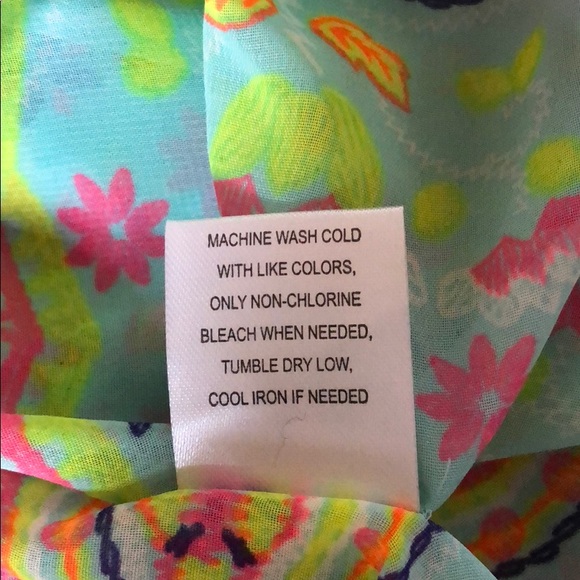 MACHINE WASH COLD
WITH LIKE COLORS,
ONLY NON-CHLORINE
BLEACH WHEN NEEDED,
TUMBLE DRY LOW,
COOL IRON IF NEEDED